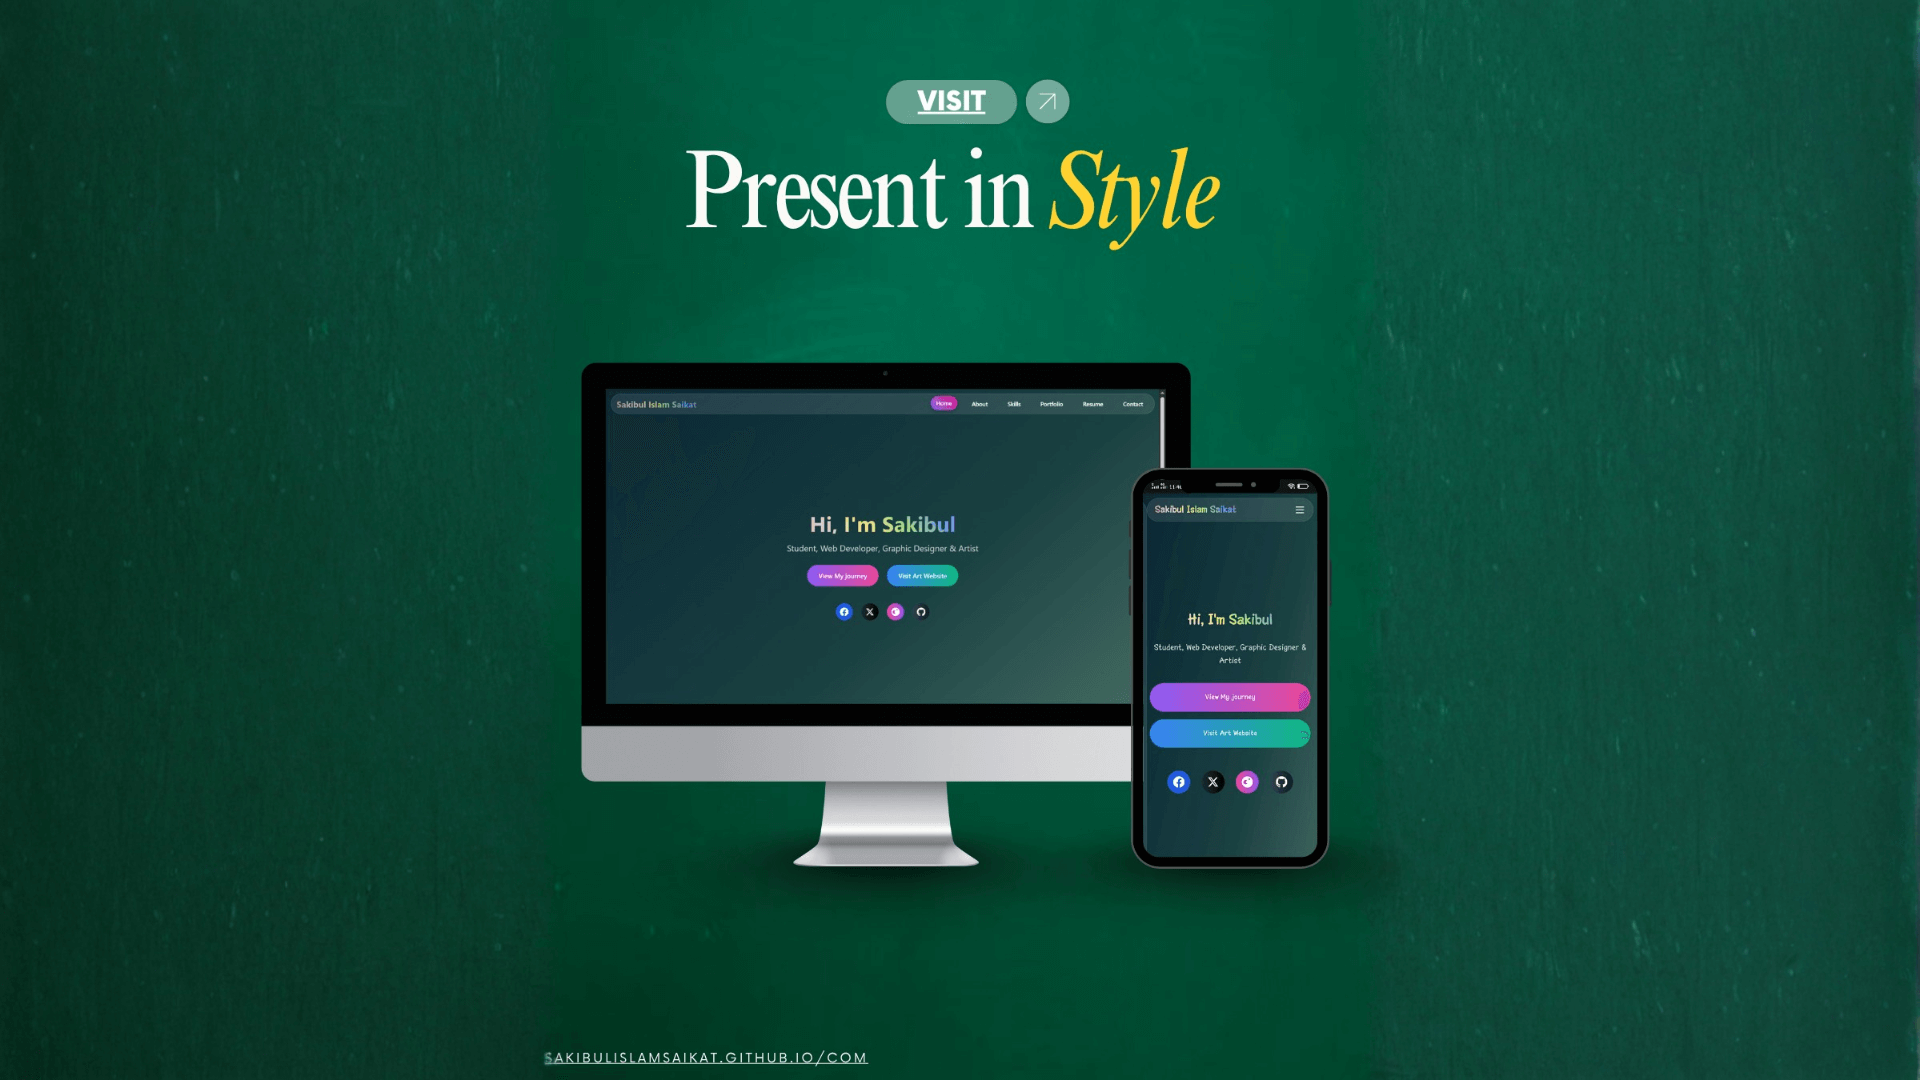 VISIT
Present in Style
Sakibul Islam Saikat
Home About Skills Portfolio Resume Contact
Hi, I'm Sakibul
Student, Web Developer, Graphic Designer & Artist
View My Journey Visit Art Website
11:41
Sakibul Islam Saikat
Hi, I'm Sakibul
Student, Web Developer, Graphic Designer &
Artist
View My Journey
Visit Art Website
SAKIBULISLAMSAIKAT.GITHUB.IO/COM